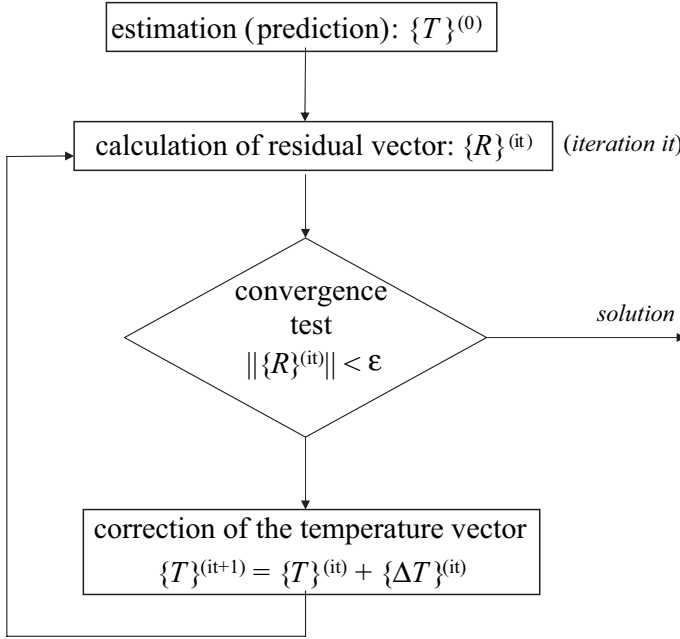 estimation (prediction): {T}^(0)
calculation of residual vector: {R}^(it) (iteration it)
convergence
test
||{R}^(it)|| < ε
solution
correction of the temperature vector
{T}^(it+1) = {T}^(it) + {ΔT}^(it)